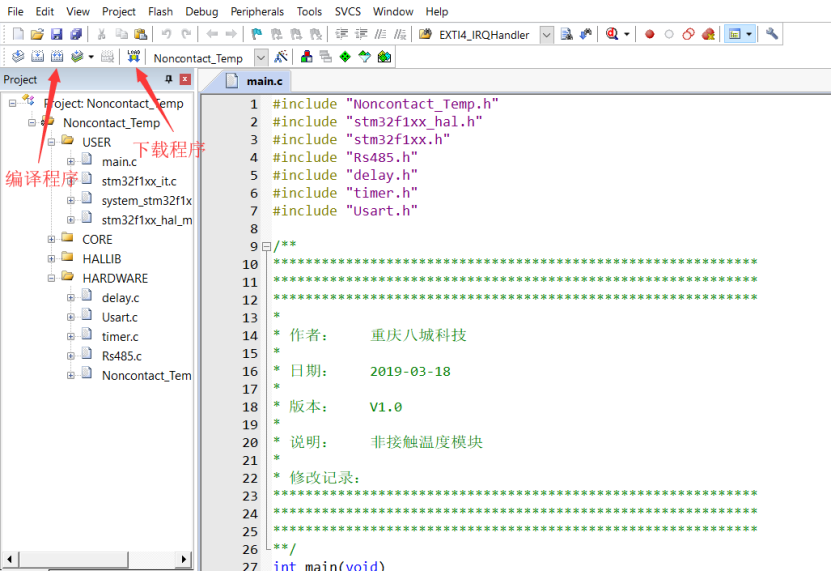 File Edit View Project Flash Debug Peripherals Tools SVCS Window Help
EXTI4_IRQHandler
LOAD Noncontact_Temp
Project
main.c
Project: Noncontact_Temp
Noncontact_Temp
USER
main.c
stm32f1xx_it.c
system_stm32f1x
stm32f1xx_hal_m
CORE
HALLIB
HARDWARE
delay.c
Usart.c
timer.c
Rs485.c
Noncontact_Tem
编译程序
下载程序
1 #include "Noncontact_Temp.h"
2 #include "stm32f1xx_hal.h"
3 #include "stm32f1xx.h"
4 #include "Rs485.h"
5 #include "delay.h"
6 #include "timer.h"
7 #include "Usart.h"
8
9 /**
10 ************************************************************
11 ************************************************************
12 ************************************************************
13 *
14 * 作者： 重庆八城科技
15 *
16 * 日期： 2019-03-18
17 *
18 * 版本： V1.0
19 *
20 * 说明： 非接触温度模块
21 *
22 * 修改记录：
23 ************************************************************
24 ************************************************************
25 ************************************************************
26 **/
27 int main(void)